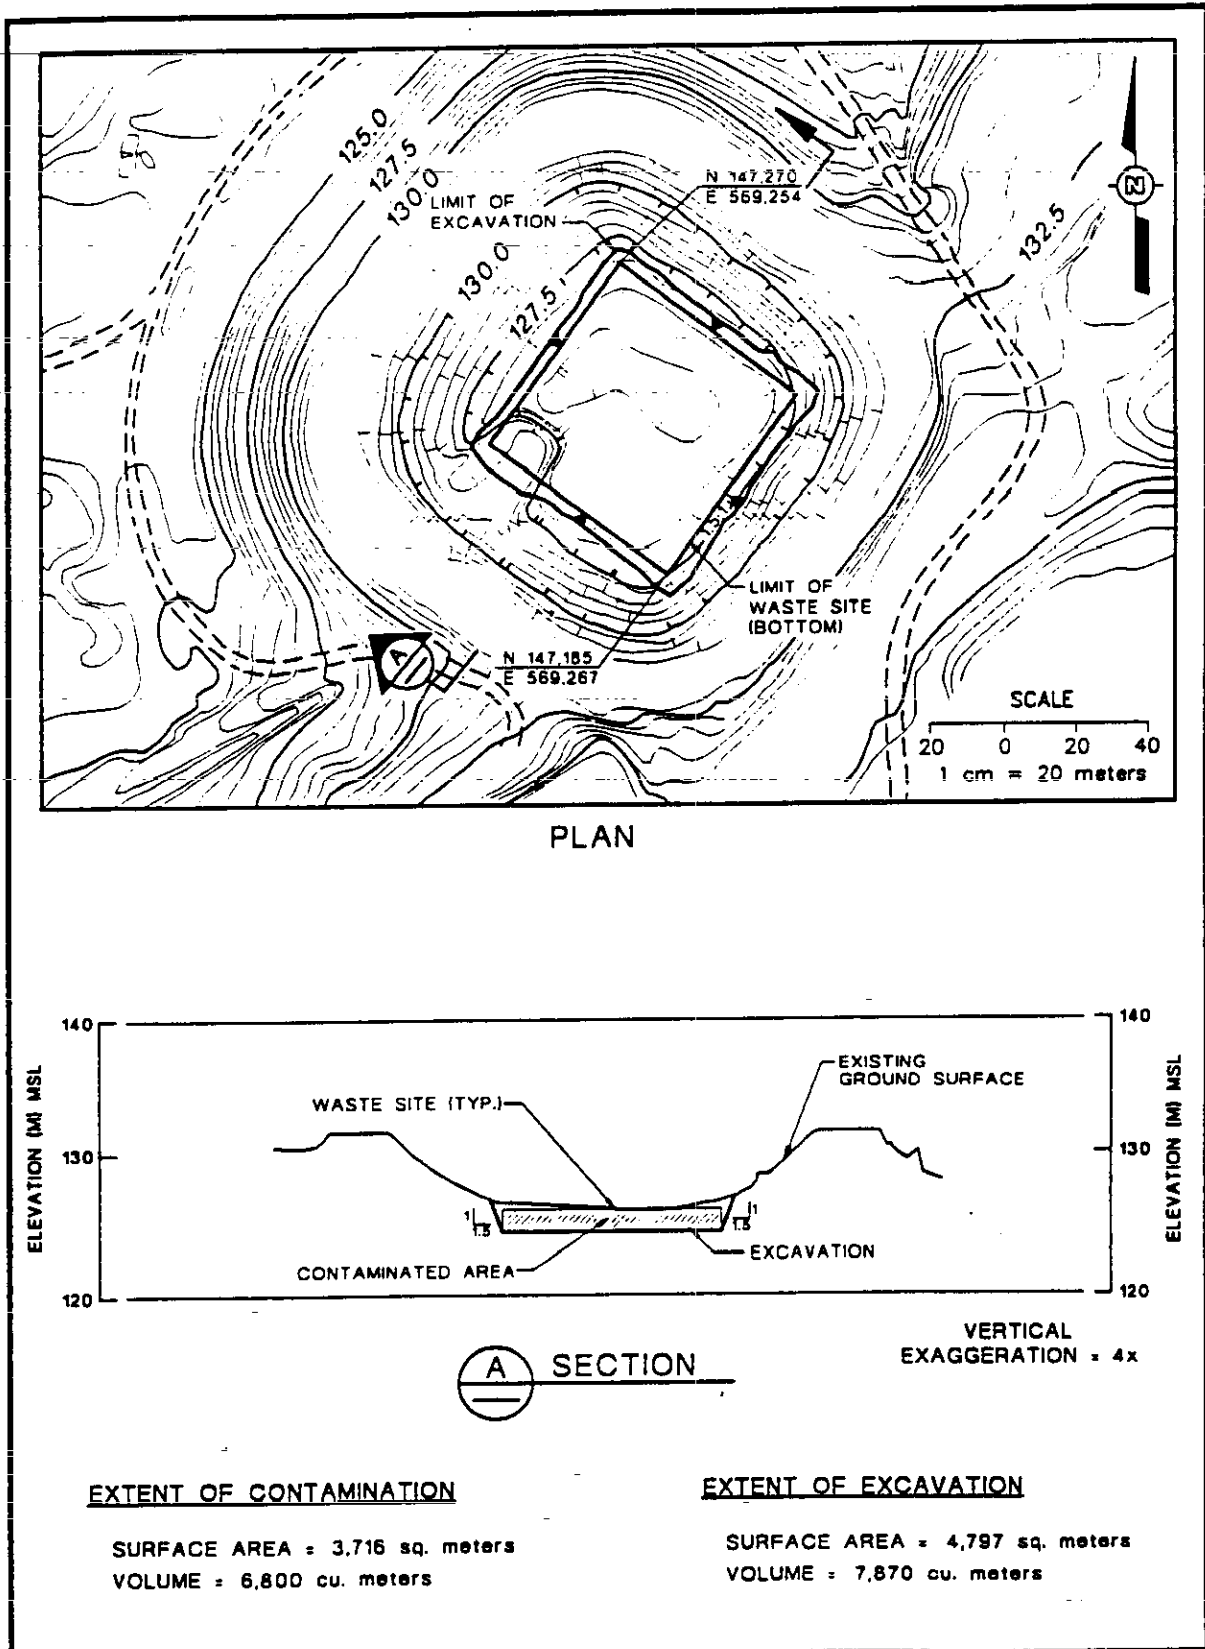 125.0
127.5
130.0
LIMIT OF
EXCAVATION
N 147,270
E 569,254
N
132.5
130.0
127.5
LIMIT OF
WASTE SITE
(BOTTOM)
A
N 147,185
E 569,267
SCALE
20 0 20 40
1 cm = 20 meters
PLAN
140
140
ELEVATION (M) MSL
ELEVATION (M) MSL
EXISTING
GROUND SURFACE
WASTE SITE (TYP.)
130
130
1
1.5
1
1.5
EXCAVATION
CONTAMINATED AREA
120
120
VERTICAL
EXAGGERATION = 4x
A SECTION
EXTENT OF CONTAMINATION
SURFACE AREA = 3,716 sq. meters
VOLUME = 6,800 cu. meters
EXTENT OF EXCAVATION
SURFACE AREA = 4,797 sq. meters
VOLUME = 7,870 cu. meters